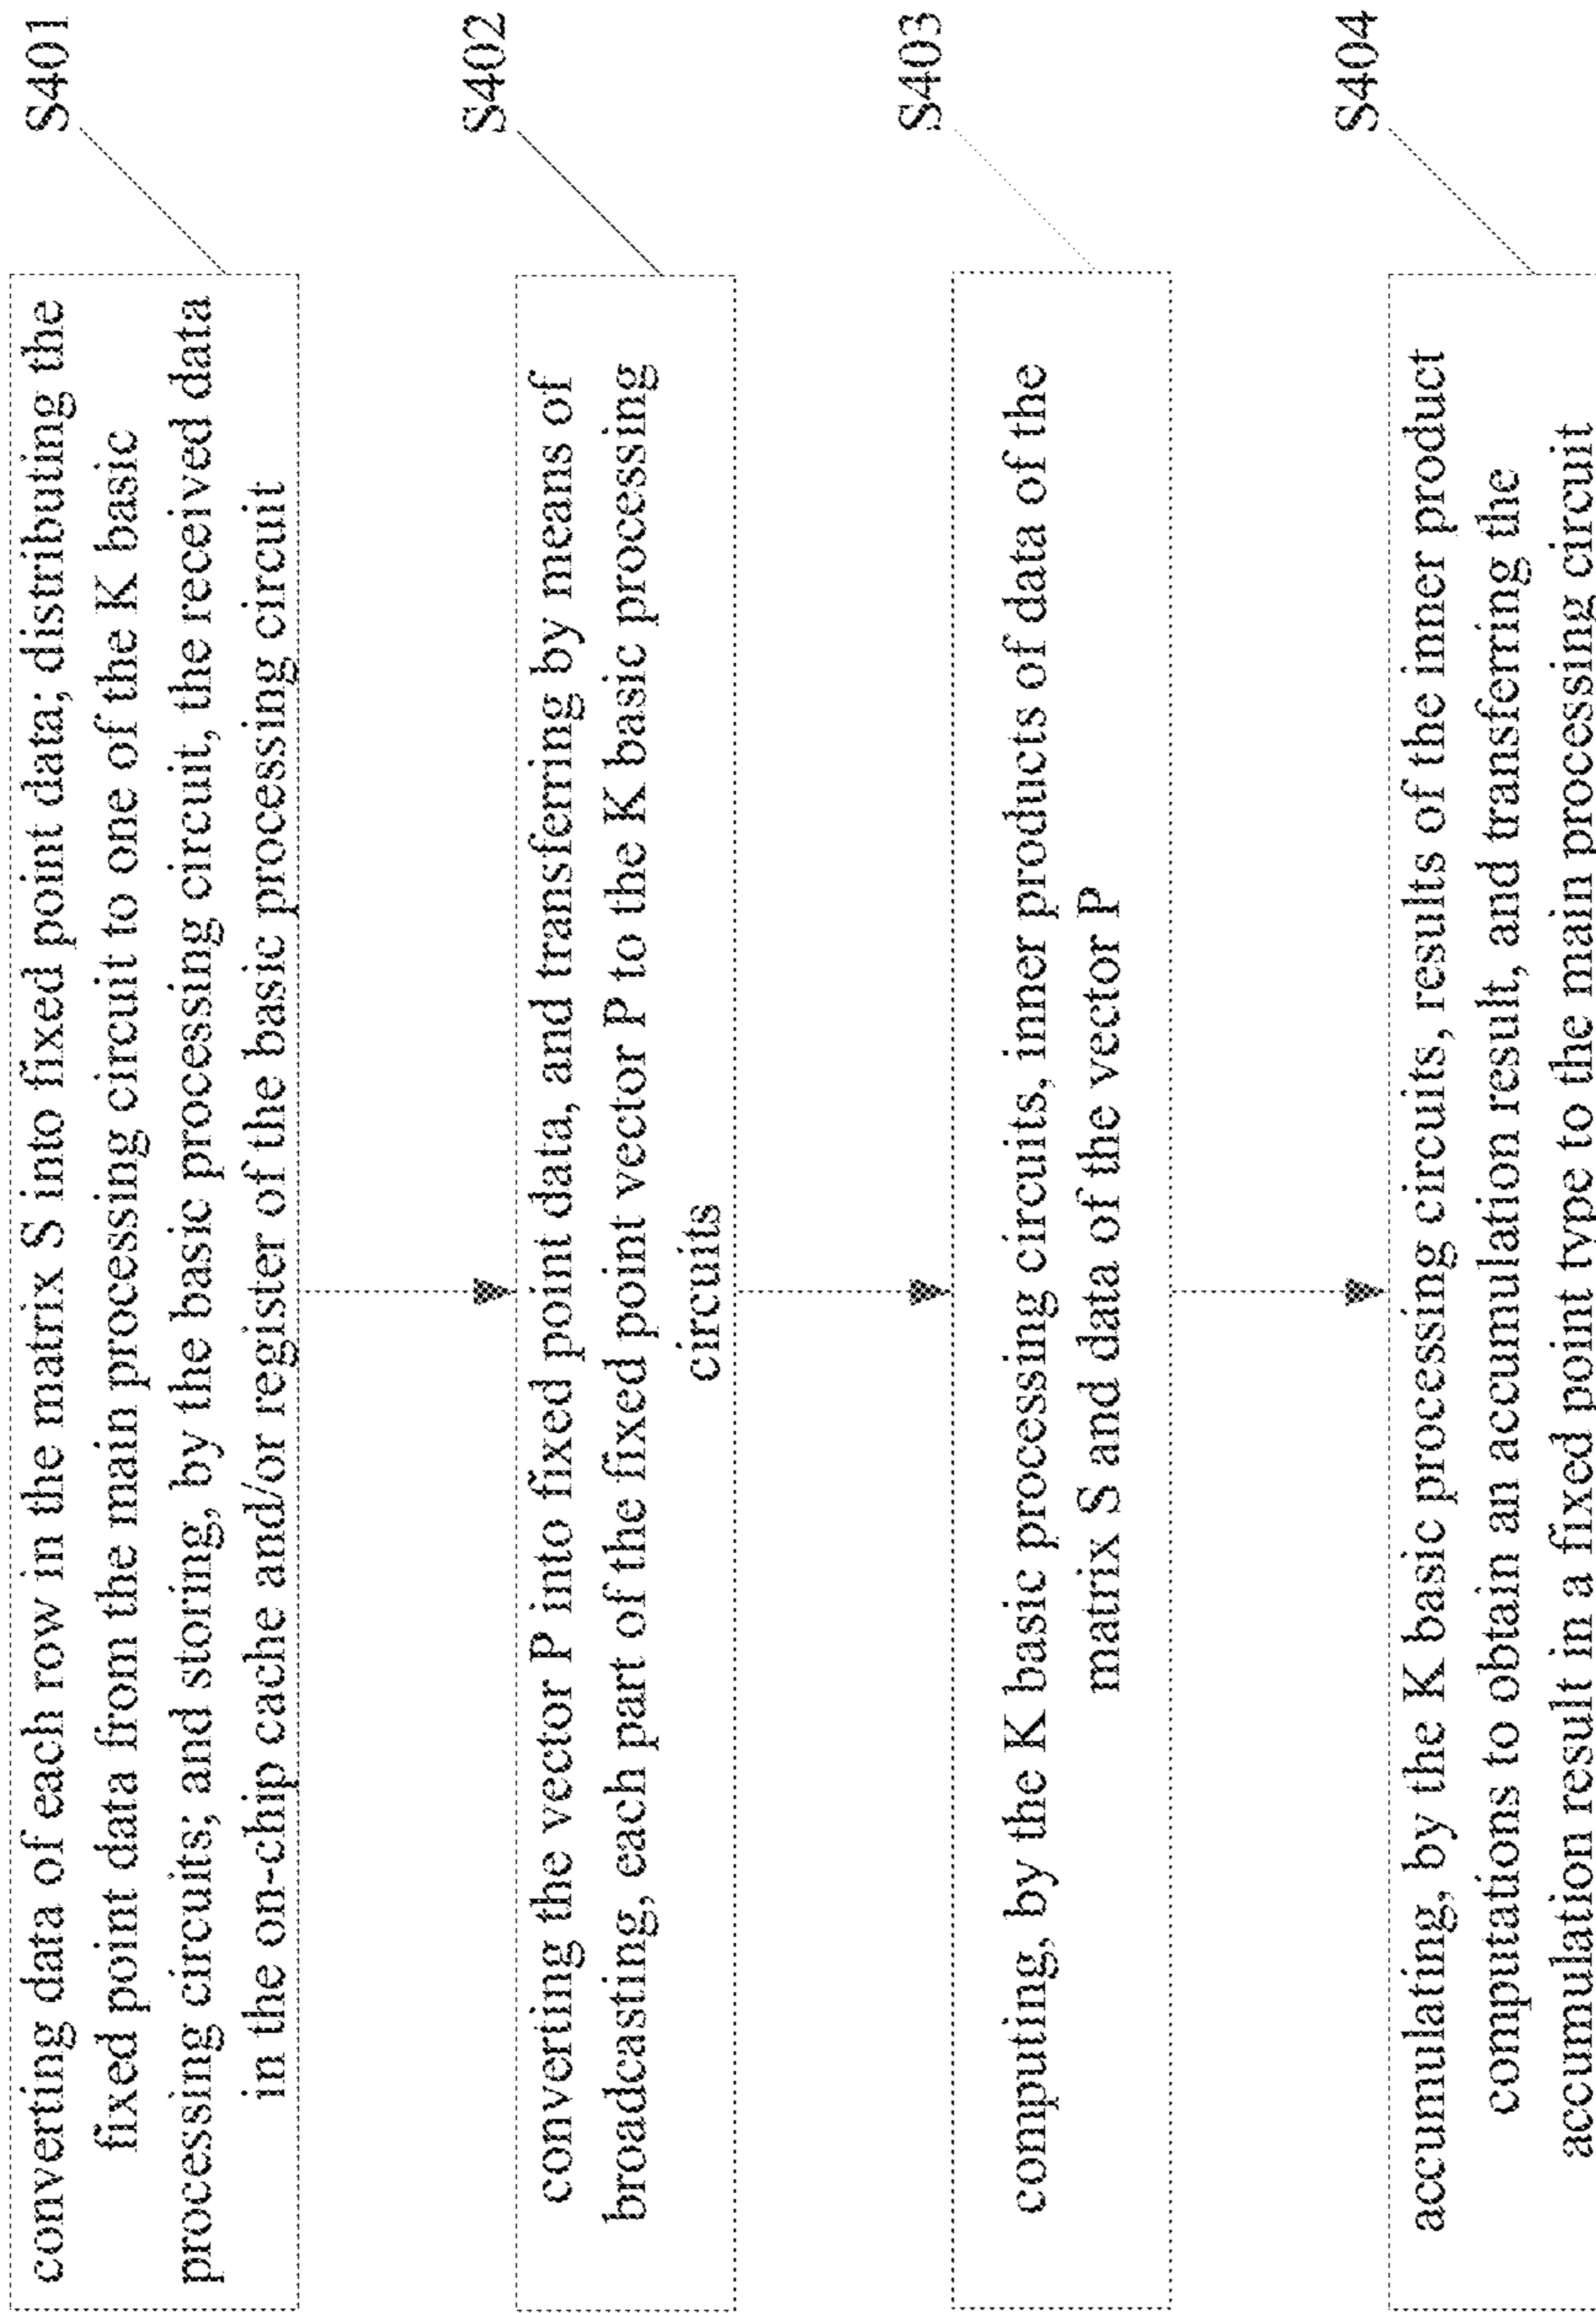 converting data of each row in the matrix S into fixed point data; distributing the
fixed point data from the main processing circuit to one of the K basic
processing circuits; and storing, by the basic processing circuit, the received data
in the on-chip cache and/or register of the basic processing circuit
S401
converting the vector P into fixed point data, and transferring by means of
broadcasting, each part of the fixed point vector P to the K basic processing
circuits
S402
computing, by the K basic processing circuits, inner products of data of the
matrix S and data of the vector P
S403
accumulating, by the K basic processing circuits, results of the inner product
computations to obtain an accumulation result, and transferring the
accumulation result in a fixed point type to the main processing circuit
S404